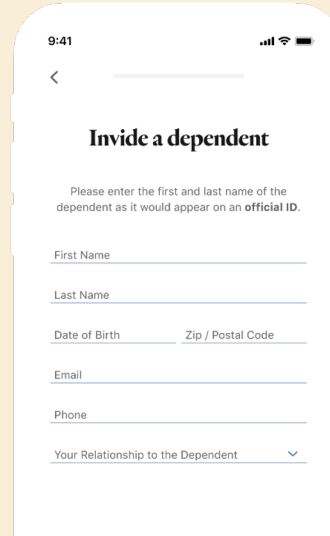 9:41
Invide a dependent
Please enter the first and last name of the
dependent as it would appear on an official ID.
First Name
Last Name
Date of Birth
Zip / Postal Code
Email
Phone
Your Relationship to the Dependent